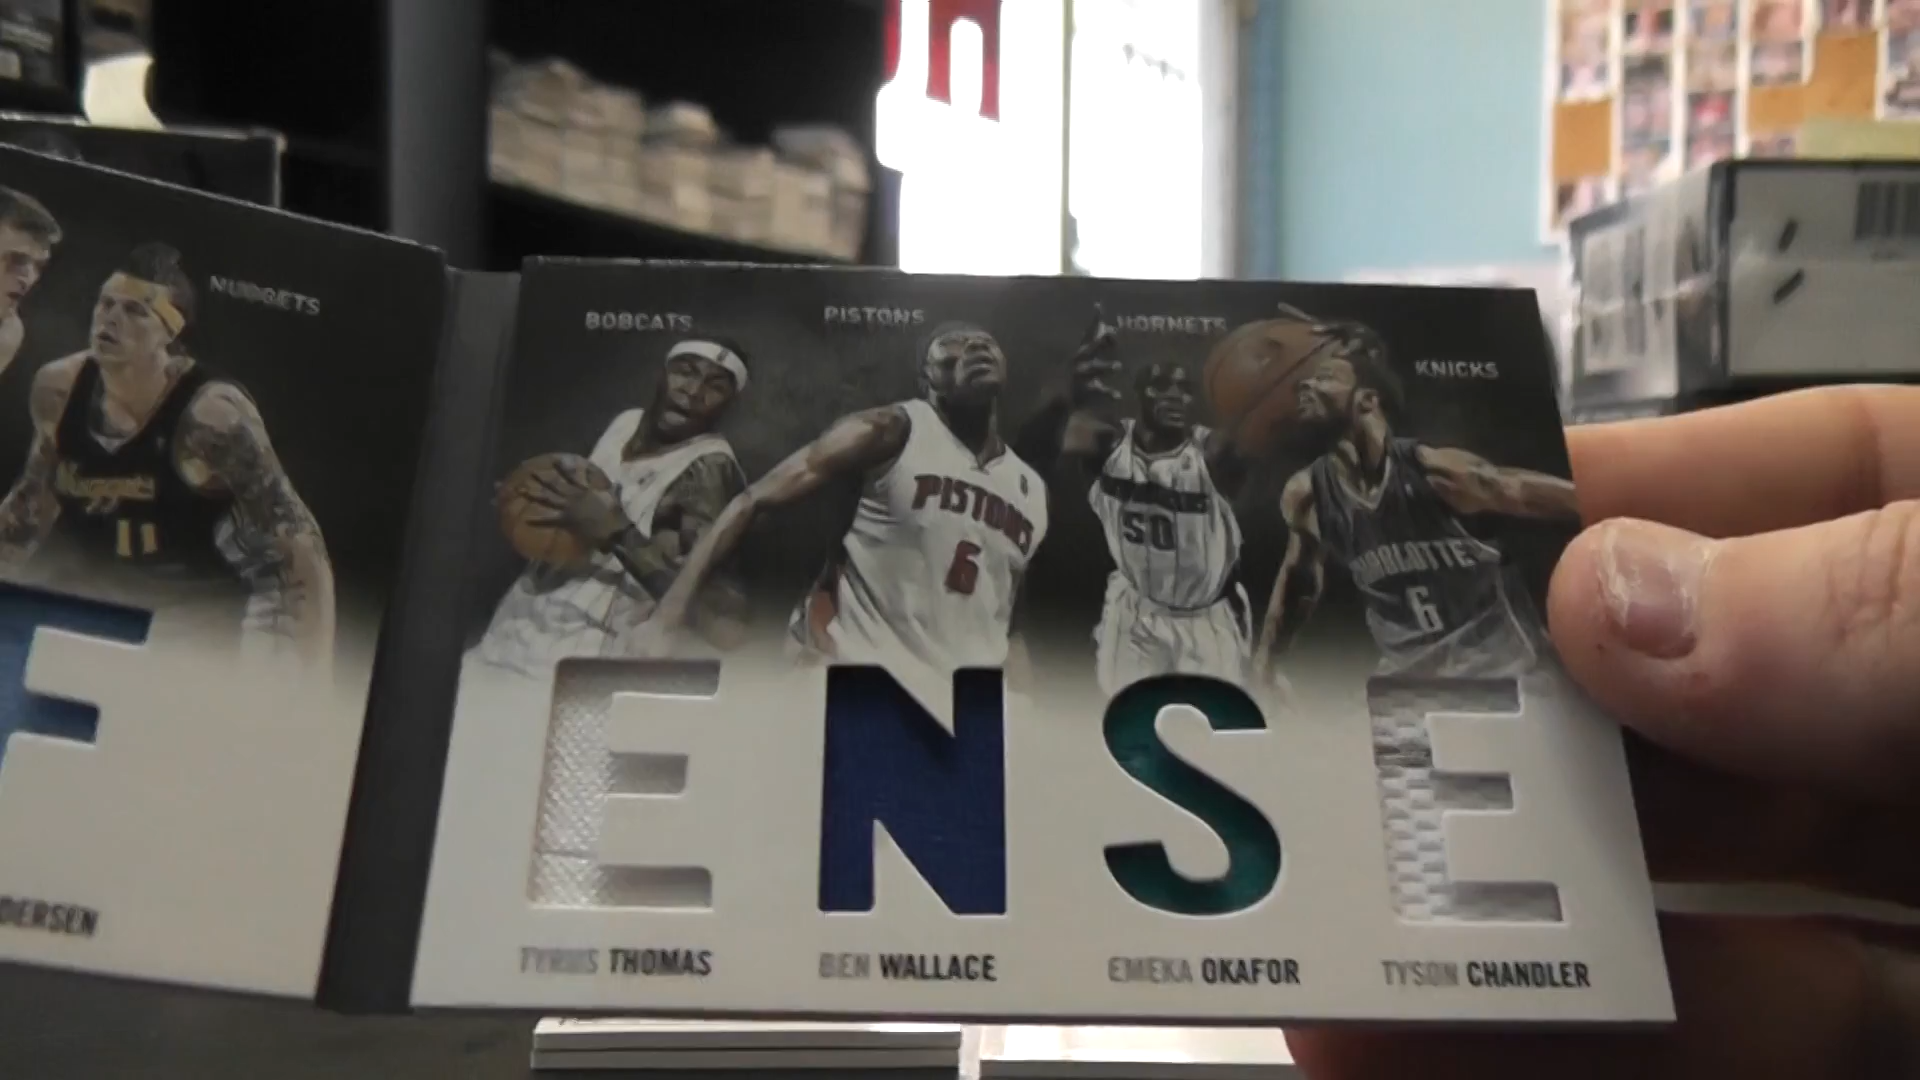 NUGGETS
BOBCATS
PISTONS
HORNETS
KNICKS
Nuggets
11
PISTONS
6
50
CHARLOTTE
6
F
E N S E
DERSEN
TYRUS THOMAS
BEN WALLACE
EMEKA OKAFOR
TYSON CHANDLER